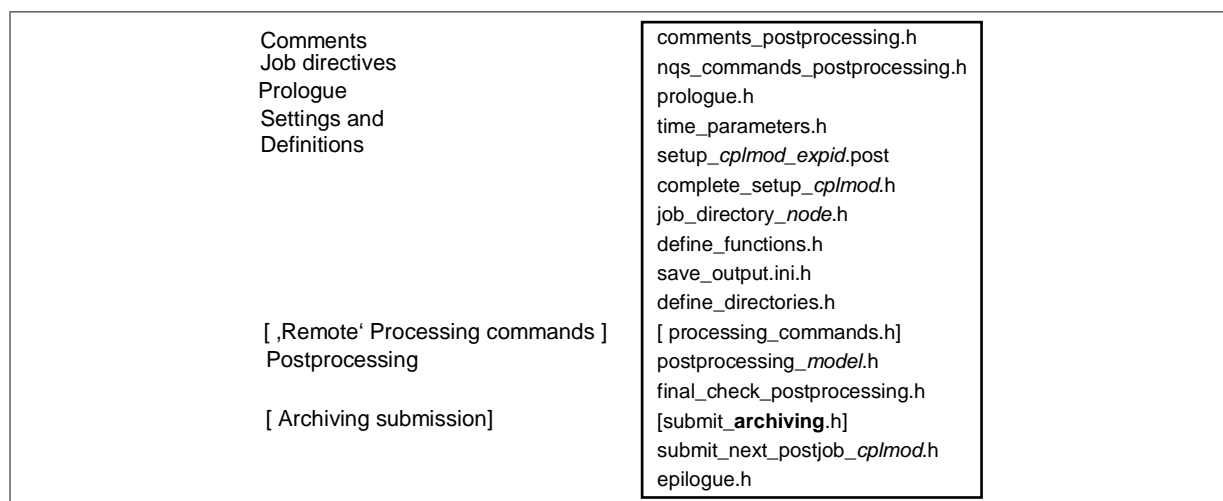 Comments
comments_postprocessing.h
Job directives
nqs_commands_postprocessing.h
Prologue
prologue.h
Settings and
time_parameters.h
Definitions
setup_cplmod_expid.post
complete_setup_cplmod.h
job_directory_node.h
define_functions.h
save_output.ini.h
define_directories.h
[ ‚Remote‘ Processing commands ]
[ processing_commands.h]
Postprocessing
postprocessing_model.h
final_check_postprocessing.h
[ Archiving submission]
[submit_archiving.h]
submit_next_postjob_cplmod.h
epilogue.h